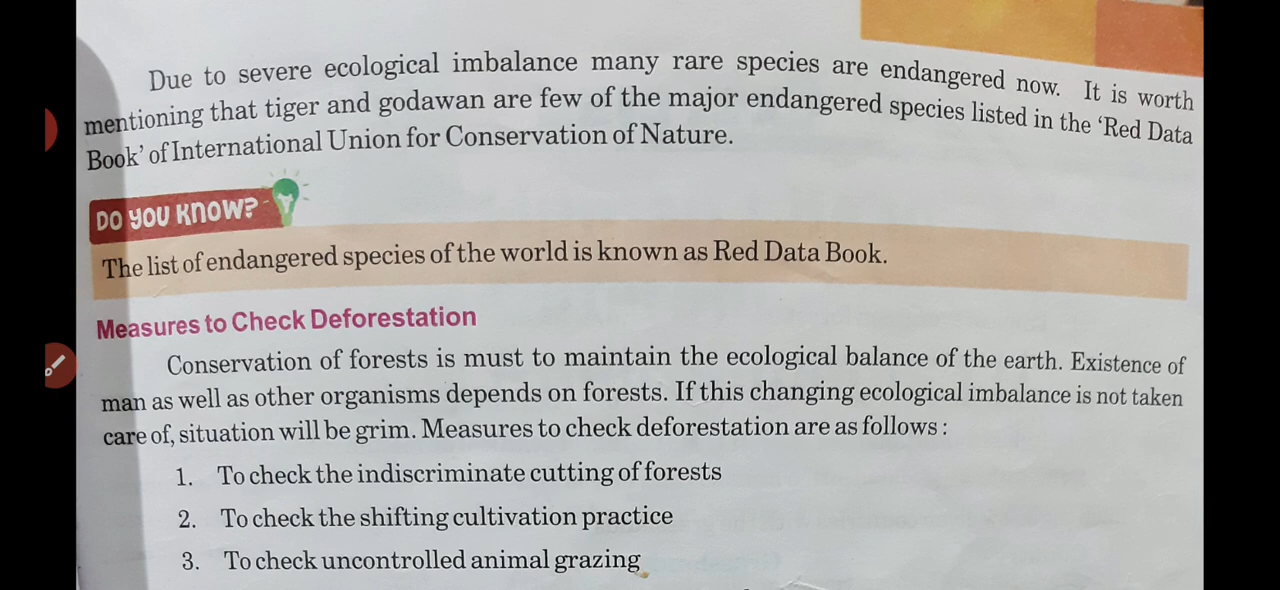 Due to severe ecological imbalance many rare species are endangered now. It is worth
mentioning that tiger and godawan are few of the major endangered species listed in the ‘Red Data
Book’ of International Union for Conservation of Nature.
DO YOU KNOW?
The list of endangered species of the world is known as Red Data Book.
Measures to Check Deforestation
Conservation of forests is must to maintain the ecological balance of the earth. Existence of
man as well as other organisms depends on forests. If this changing ecological imbalance is not taken
care of, situation will be grim. Measures to check deforestation are as follows :
1. To check the indiscriminate cutting of forests
2. To check the shifting cultivation practice
3. To check uncontrolled animal grazing